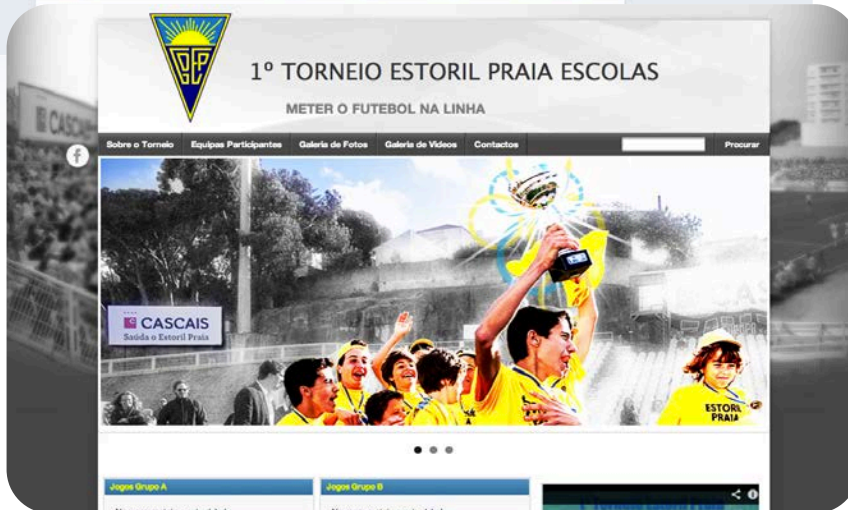 GDEP
1º TORNEIO ESTORIL PRAIA ESCOLAS
METER O FUTEBOL NA LINHA
Sobre o Torneio Equipas Participantes Galeria de Fotos Galeria de Videos Contactos Procurar
CASCAIS
f
CASCAIS
Saúda o Estoril Praia
ESTORIL
PRAIA
Jogos Grupo A Jogos Grupo B